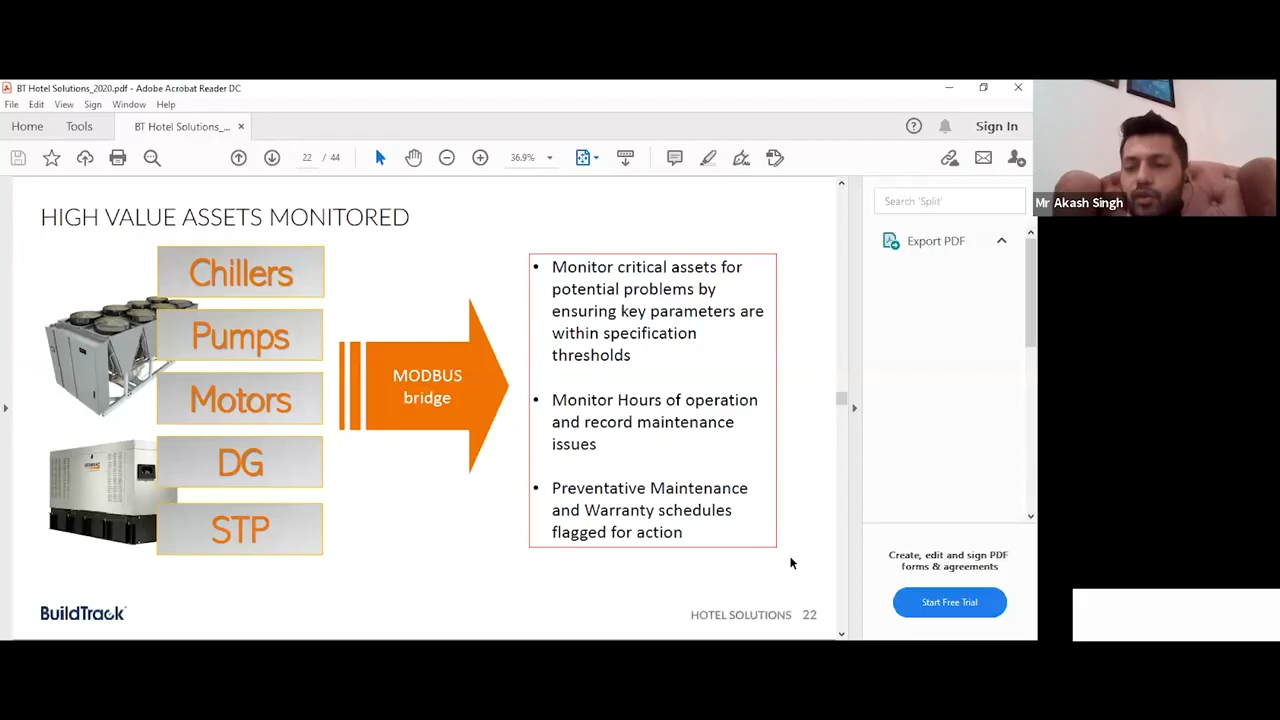 BT Hotel Solutions_2020.pdf - Adobe Acrobat Reader DC
File Edit View Sign Window Help
Home Tools BT Hotel Solutions_... × Sign In
22 / 44 36.9%
HIGH VALUE ASSETS MONITORED
Chillers
Pumps
Motors
DG
STP
MODBUS
bridge
• Monitor critical assets for
potential problems by
ensuring key parameters are
within specification
thresholds
• Monitor Hours of operation
and record maintenance
issues
• Preventative Maintenance
and Warranty schedules
flagged for action
BuildTrack
HOTEL SOLUTIONS 22
Search 'Split'
Export PDF
Create, edit and sign PDF
forms & agreements
Start Free Trial
Mr Akash Singh